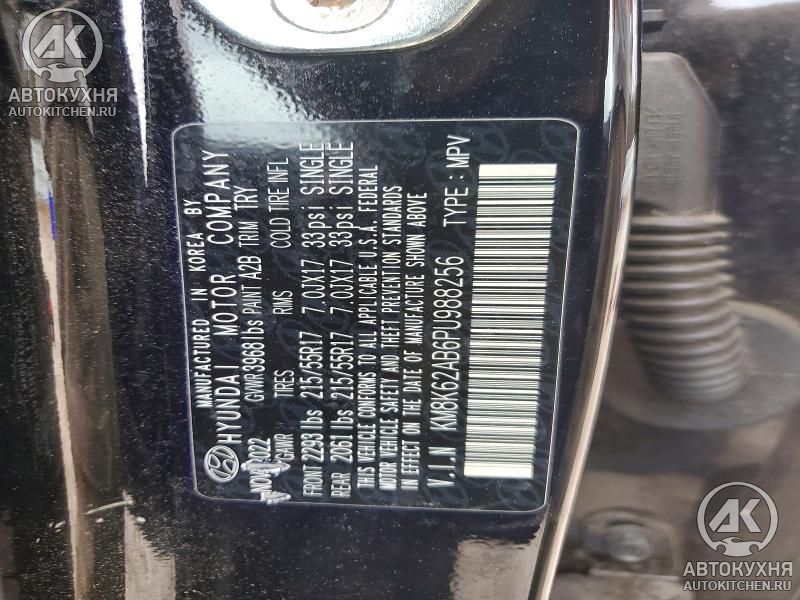 АВТОКУХНЯ
AUTOKITCHEN.RU
MANUFACTURED IN KOREA BY
HYUNDAI MOTOR COMPANY
2022 GVWR 3968 lbs PAINT A2B TRIM TRY
GAWR TIRES RIMS COLD TIRE INFL
FRONT 2293 lbs 215/55R17 7.0JX17 33psi SINGLE
REAR 2061 lbs 215/55R17 7.0JX17 33psi SINGLE
THIS VEHICLE CONFORMS TO ALL APPLICABLE U.S.A. FEDERAL
MOTOR VEHICLE SAFETY AND THEFT PREVENTION STANDARDS
IN EFFECT ON THE DATE OF MANUFACTURE SHOWN ABOVE
V.I.N KM8K62AB6PU988256 TYPE : MPV
АВТОКУХНЯ
AUTOKITCHEN.RU